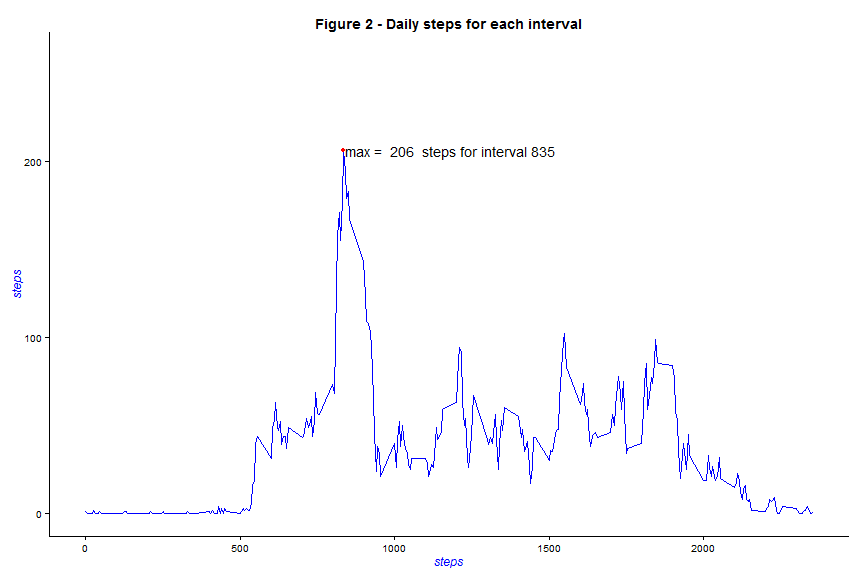 Figure 2 - Daily steps for each interval
max =  206  steps for interval 835
200
100
0
steps
0 500 1000 1500 2000
steps